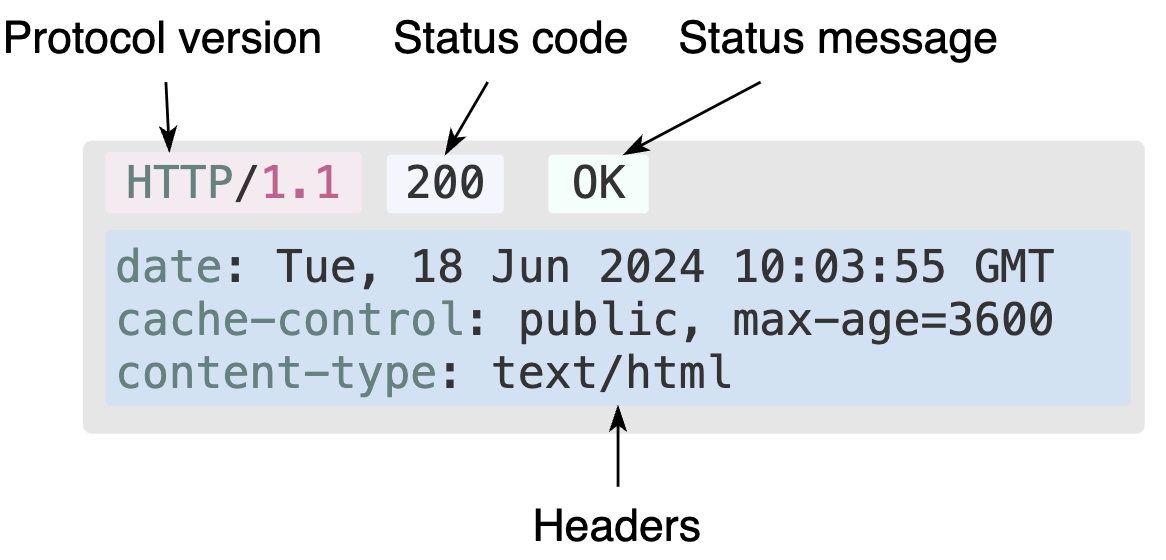 Protocol version Status code Status message
HTTP/1.1 200 OK
date: Tue, 18 Jun 2024 10:03:55 GMT
cache-control: public, max-age=3600
content-type: text/html
Headers